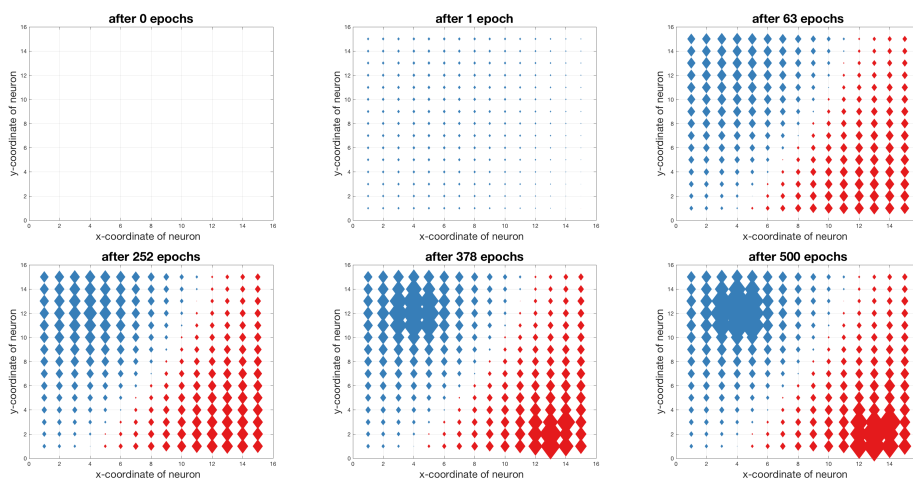 after 0 epochs
16
14
12
10
8
6
4
2
0
y-coordinate of neuron
0 2 4 6 8 10 12 14 16
x-coordinate of neuron
after 1 epoch
16
14
12
10
8
6
4
2
0
y-coordinate of neuron
0 2 4 6 8 10 12 14 16
x-coordinate of neuron
after 63 epochs
16
14
12
10
8
6
4
2
0
y-coordinate of neuron
0 2 4 6 8 10 12 14
x-coordinate of neuron
after 252 epochs
16
14
12
10
8
6
4
2
0
y-coordinate of neuron
0 2 4 6 8 10 12 14 16
x-coordinate of neuron
after 378 epochs
16
14
12
10
8
6
4
2
0
y-coordinate of neuron
0 2 4 6 8 10 12 14 16
x-coordinate of neuron
after 500 epochs
16
14
12
10
8
6
4
2
0
y-coordinate of neuron
0 2 4 6 8 10 12 14
x-coordinate of neuron